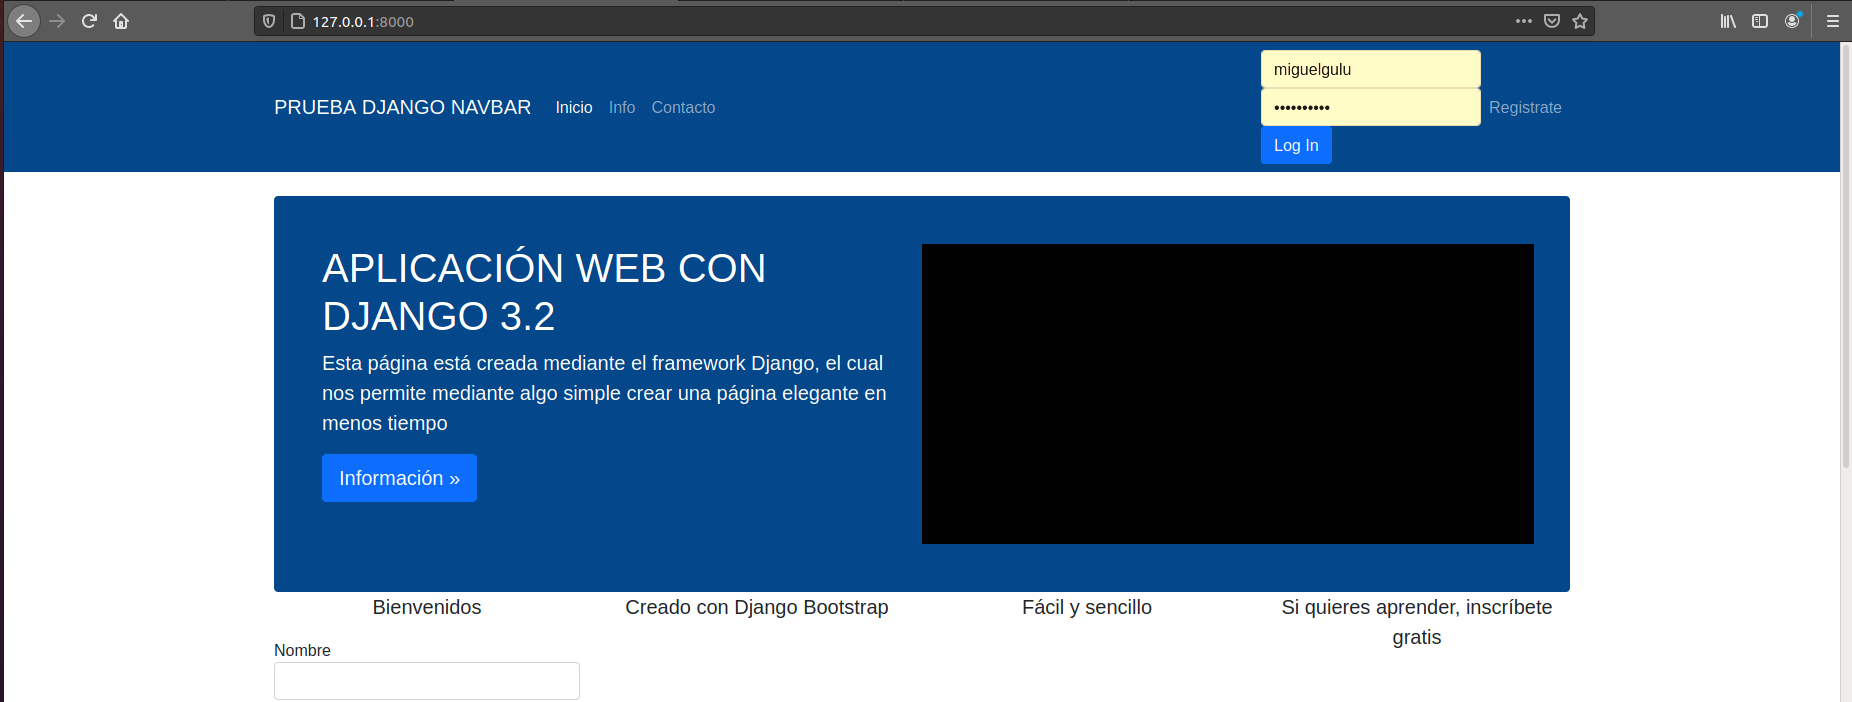 127.0.0.1:8000
PRUEBA DJANGO NAVBAR Inicio Info Contacto
miguelgulu
••••••••••
Registrate
Log In
APLICACIÓN WEB CON
DJANGO 3.2
Esta página está creada mediante el framework Django, el cual
nos permite mediante algo simple crear una página elegante en
menos tiempo
Información »
Bienvenidos
Creado con Django Bootstrap
Fácil y sencillo
Si quieres aprender, inscríbete
gratis
Nombre